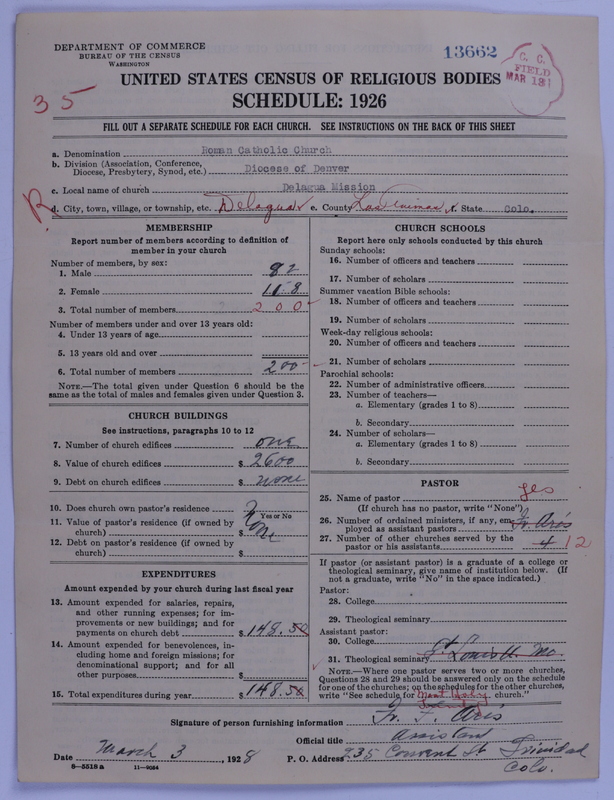 DEPARTMENT OF COMMERCE
BUREAU OF THE CENSUS
WASHINGTON
13662
C. C.
FIELD
MAR 13
35
UNITED STATES CENSUS OF RELIGIOUS BODIES
SCHEDULE: 1926
FILL OUT A SEPARATE SCHEDULE FOR EACH CHURCH. SEE INSTRUCTIONS ON THE BACK OF THIS SHEET
a. Denomination Roman Catholic Church
b. Division (Association, Conference, Diocese, Presbytery, Synod, etc.) Diocese of Denver
c. Local name of church Delagua Mission
R
d. City, town, village, or township, etc. Delagua e. County Las Animas f. State Colo.
MEMBERSHIP
Report number of members according to definition of
member in your church
Number of members, by sex:
1. Male 82
2. Female 118
3. Total number of members 200
Number of members under and over 13 years old:
4. Under 13 years of age
5. 13 years old and over
6. Total number of members 200
NOTE.—The total given under Question 6 should be
same as the total of males and females given under Question 3.
CHURCH BUILDINGS
See instructions, paragraphs 10 to 12
7. Number of church edifices one
8. Value of church edifices $ 2600
9. Debt on church edifices $ none
10. Does church own pastor's residence?
Yes or No
11. Value of pastor's residence (if owned by
church) $
12. Debt on pastor's residence (if owned by
church) $
EXPENDITURES
Amount expended by your church during last fiscal year
13. Amount expended for salaries, repairs,
and other running expenses; for im-
provements or new buildings; and for
payments on church debt $ 148.50
14. Amount expended for benevolences, in-
cluding home and foreign missions; for
denominational support; and for all
other purposes $
15. Total expenditures during year $ 148.50
CHURCH SCHOOLS
Report here only schools conducted by this church
Sunday schools:
16. Number of officers and teachers
17. Number of scholars
Summer vacation Bible schools:
18. Number of officers and teachers
19. Number of scholars
Week-day religious schools:
20. Number of officers and teachers
21. Number of scholars
Parochial schools:
22. Number of administrative officers
23. Number of teachers—
a. Elementary (grades 1 to 8)
b. Secondary
24. Number of scholars—
a. Elementary (grades 1 to 8)
b. Secondary
PASTOR
25. Name of pastor yes
(If church has no pastor, write "None")
26. Number of ordained ministers, if any, em-
ployed as assistant pastors Fr. Aris
27. Number of other churches served by the
pastor or his assistants 4 12
If pastor (or assistant pastor) is a graduate of a college or
theological seminary, give name of institution below. (If
not a graduate, write "No" in the space indicated.)
Pastor:
28. College
29. Theological seminary
Assistant pastor:
30. College
31. Theological seminary St Louis Mo.
NOTE.—Where one pastor serves two or more churches,
Questions 28 and 29 should be answered only on the schedule
for one of the churches; on the schedules for the other churches,
write "See schedule for Most Holy Trinity church."
Signature of person furnishing information Fr. F. Aris
Official title Assistant
Date March 3, 1928 P. O. Address 235 Convent St Trinidad
Colo.
8—5518 a 11—9064